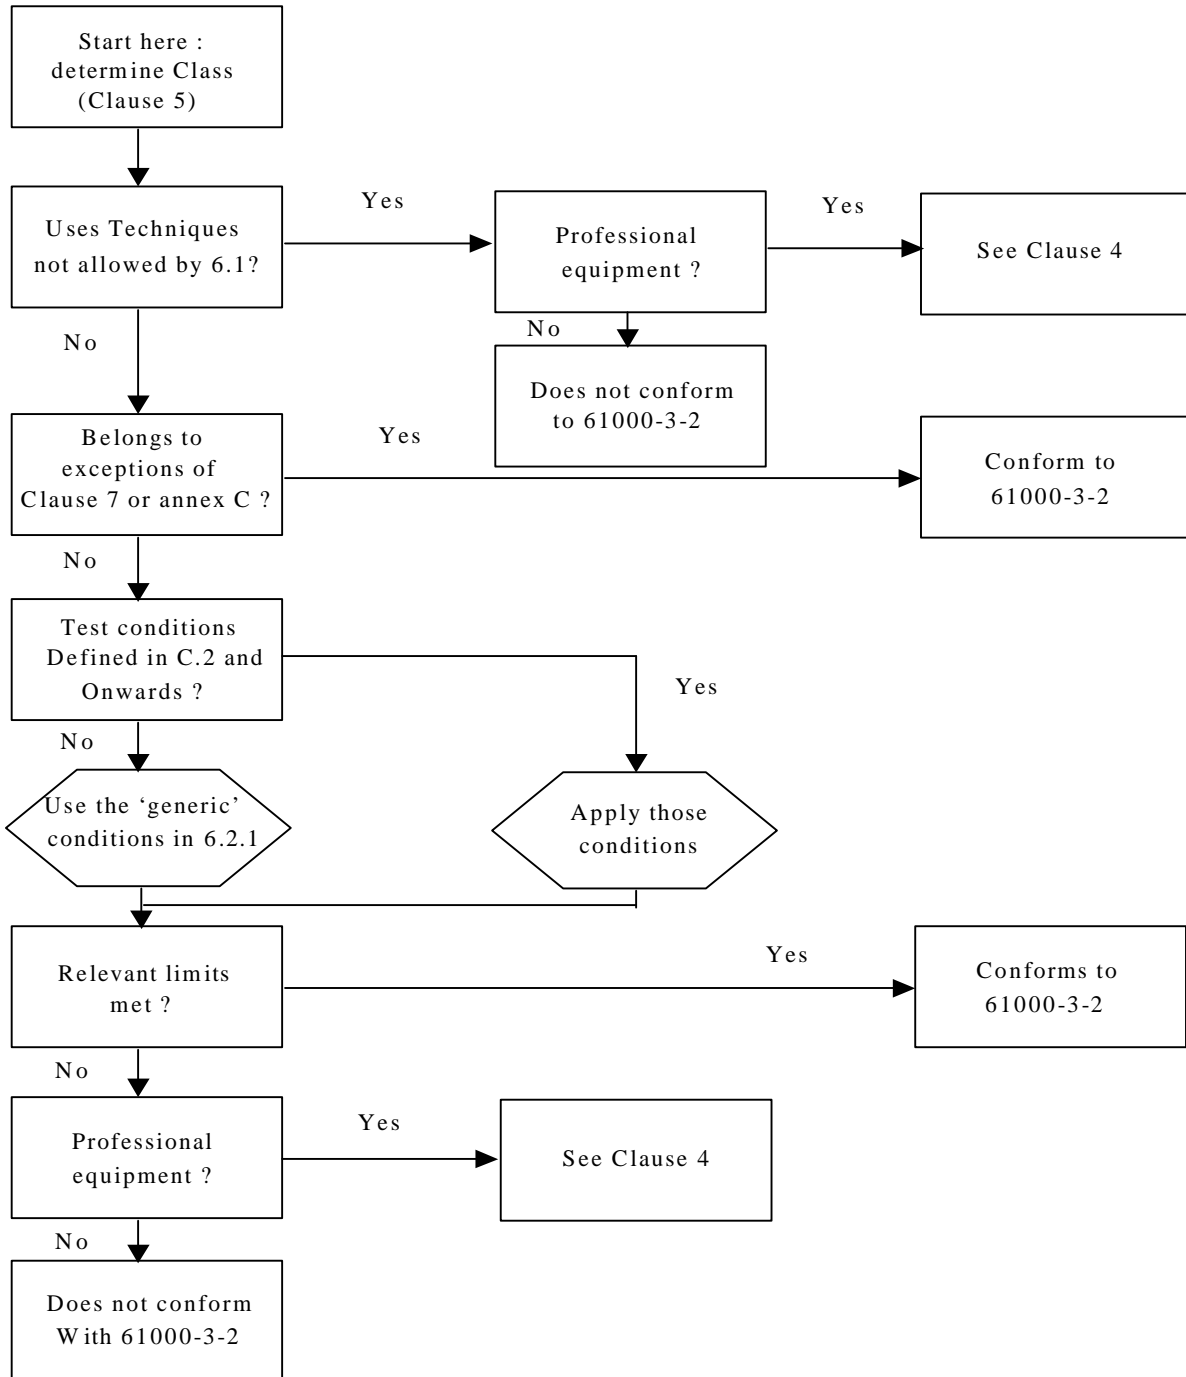 Start here :
determine Class
(Clause 5)
Uses Techniques
not allowed by 6.1?
Yes
Professional
equipment ?
Yes
See Clause 4
No
No
Does not conform
to 61000-3-2
Belongs to
exceptions of
Clause 7 or annex C ?
Yes
Conform to
61000-3-2
No
Test conditions
Defined in C.2 and
Onwards ?
Yes
No
Use the ‘generic’
conditions in 6.2.1
Apply those
conditions
Relevant limits
met ?
Yes
Conforms to
61000-3-2
No
Professional
equipment ?
Yes
See Clause 4
No
Does not conform
With 61000-3-2